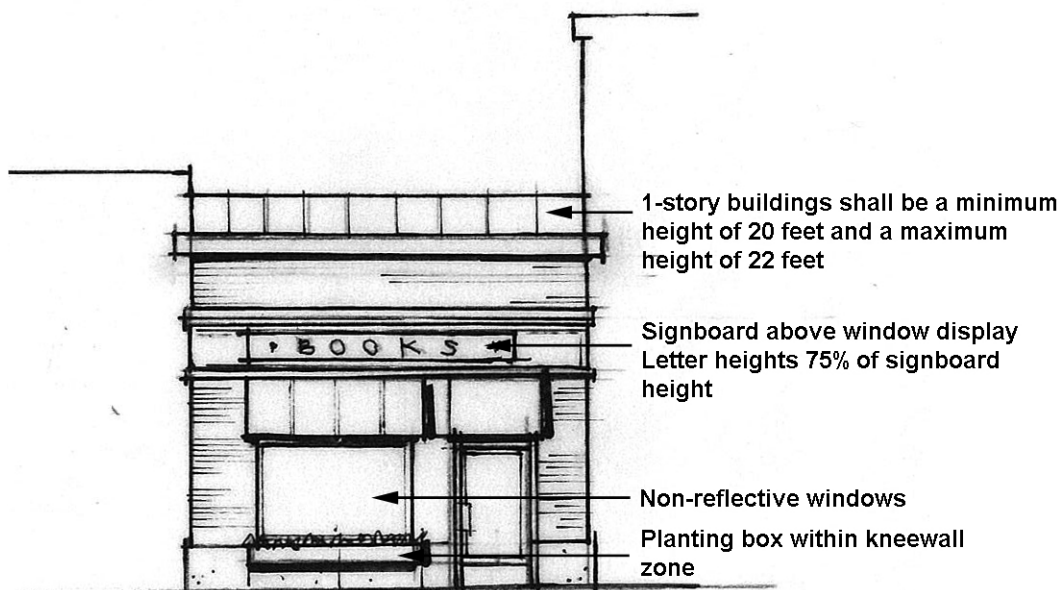 1-story buildings shall be a minimum
height of 20 feet and a maximum
height of 22 feet
BOOKS
Signboard above window display
Letter heights 75% of signboard
height
Non-reflective windows
Planting box within kneewall
zone